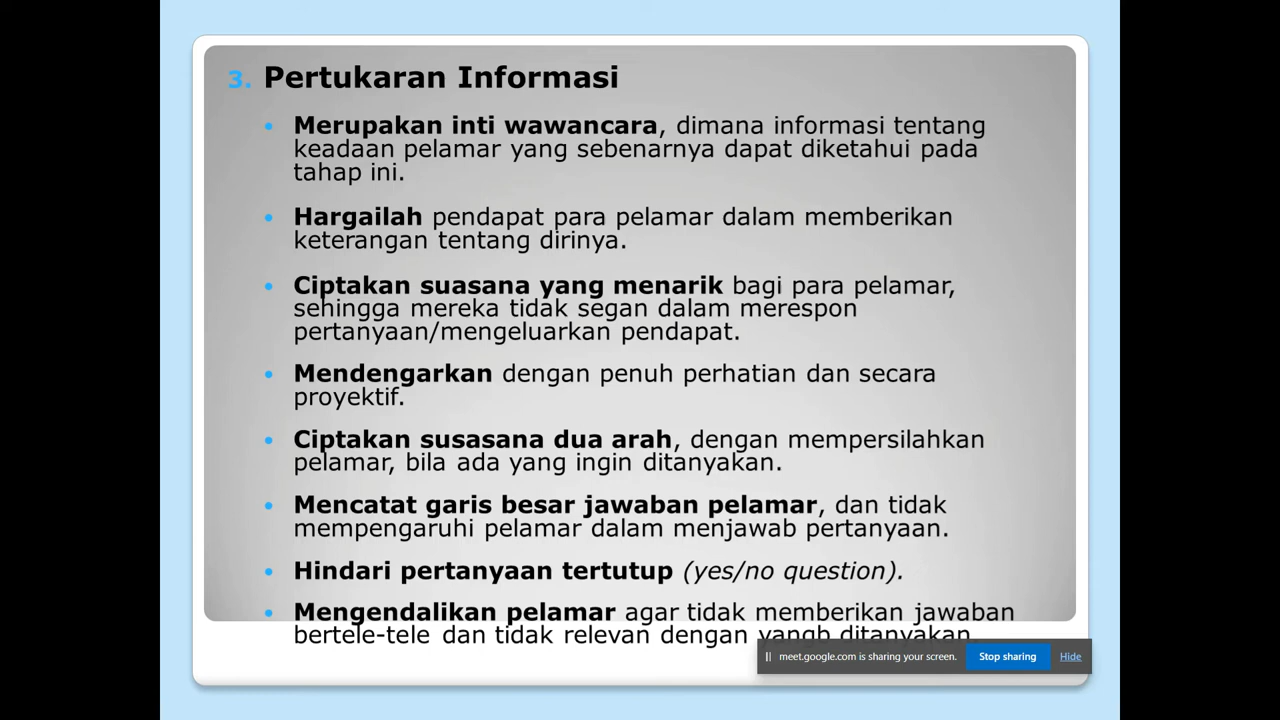 3. Pertukaran Informasi
• Merupakan inti wawancara, dimana informasi tentang
keadaan pelamar yang sebenarnya dapat diketahui pada
tahap ini.
• Hargailah pendapat para pelamar dalam memberikan
keterangan tentang dirinya.
• Ciptakan suasana yang menarik bagi para pelamar,
sehingga mereka tidak segan dalam merespon
pertanyaan/mengeluarkan pendapat.
• Mendengarkan dengan penuh perhatian dan secara
proyektif.
• Ciptakan susasana dua arah, dengan mempersilahkan
pelamar, bila ada yang ingin ditanyakan.
• Mencatat garis besar jawaban pelamar, dan tidak
mempengaruhi pelamar dalam menjawab pertanyaan.
• Hindari pertanyaan tertutup (yes/no question).
• Mengendalikan pelamar agar tidak memberikan jawaban
bertele-tele dan tidak relevan dengan yangb ditanyakan
meet.google.com is sharing your screen. Stop sharing Hide